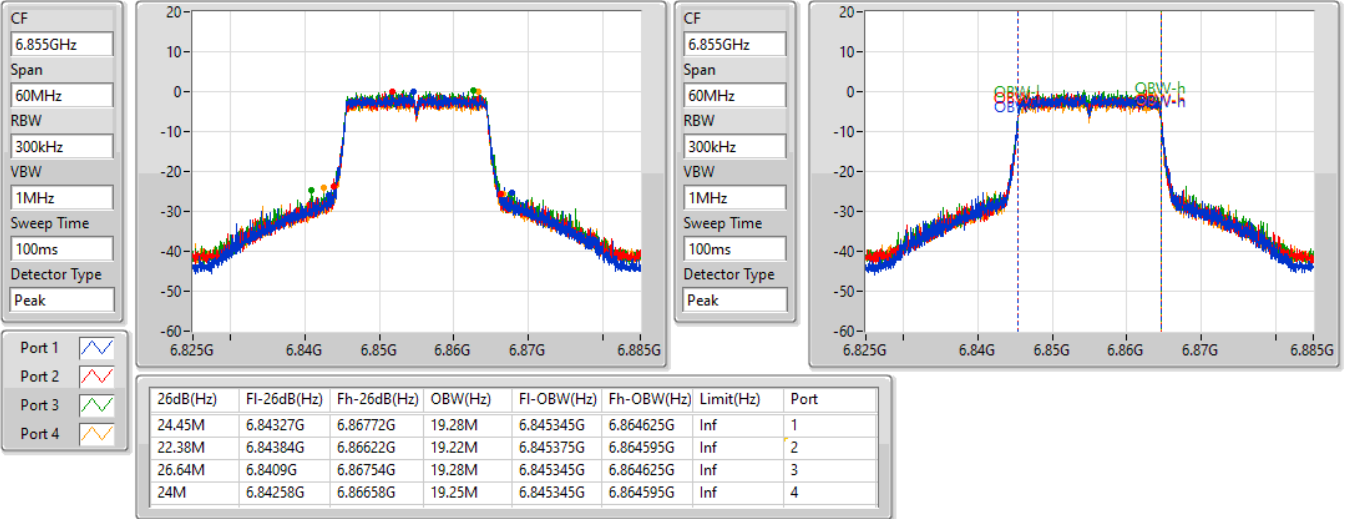 CF
6.855GHz
Span
60MHz
RBW
300kHz
VBW
1MHz
Sweep Time
100ms
Detector Type
Peak
Port 1
Port 2
Port 3
Port 4
20
10
0
-10
-20
-30
-40
-50
-60
6.825G 6.84G 6.85G 6.86G 6.87G 6.885G
CF
6.855GHz
Span
60MHz
RBW
300kHz
VBW
1MHz
Sweep Time
100ms
Detector Type
Peak
20
10
0
-10
-20
-30
-40
-50
-60
OBW-h
6.825G 6.84G 6.85G 6.86G 6.87G 6.885G
26dB(Hz) Fl-26dB(Hz) Fh-26dB(Hz) OBW(Hz) Fl-OBW(Hz) Fh-OBW(Hz) Limit(Hz) Port
24.45M 6.84327G 6.86772G 19.28M 6.845345G 6.864625G Inf 1
22.38M 6.84384G 6.86622G 19.22M 6.845375G 6.864595G Inf 2
26.64M 6.8409G 6.86754G 19.28M 6.845345G 6.864625G Inf 3
24M 6.84258G 6.86658G 19.25M 6.845345G 6.864595G Inf 4